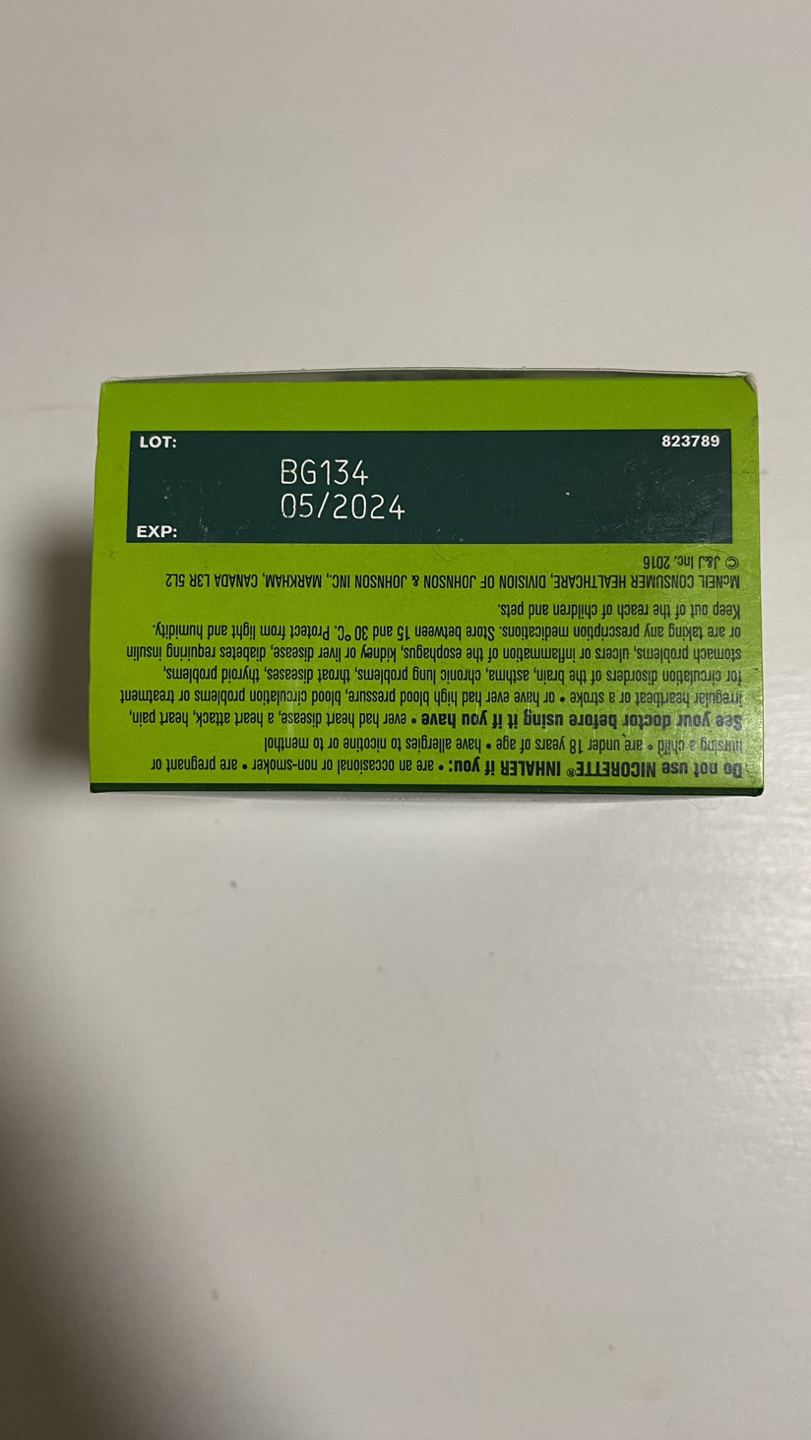 LOT:
823789
BG134
05/2024
EXP:
Do not use NICORETTE® INHALER if you: • are an occasional or non-smoker • are pregnant or
nursing a child • are under 18 years of age • have allergies to nicotine or to menthol
See your doctor before using it if you have • ever had heart disease, a heart attack, heart pain,
irregular heartbeat or a stroke • or have ever had high blood pressure, blood circulation problems or treatment
for circulation disorders of the brain, asthma, chronic lung problems, throat diseases, thyroid problems,
stomach problems, ulcers or inflammation of the esophagus, kidney or liver disease, diabetes requiring insulin
or are taking any prescription medications. Store between 15 and 30 °C. Protect from light and humidity.
Keep out of the reach of children and pets.
McNEIL CONSUMER HEALTHCARE, DIVISION OF JOHNSON & JOHNSON INC., MARKHAM, CANADA L3R 5L2
© J&J Inc. 2016